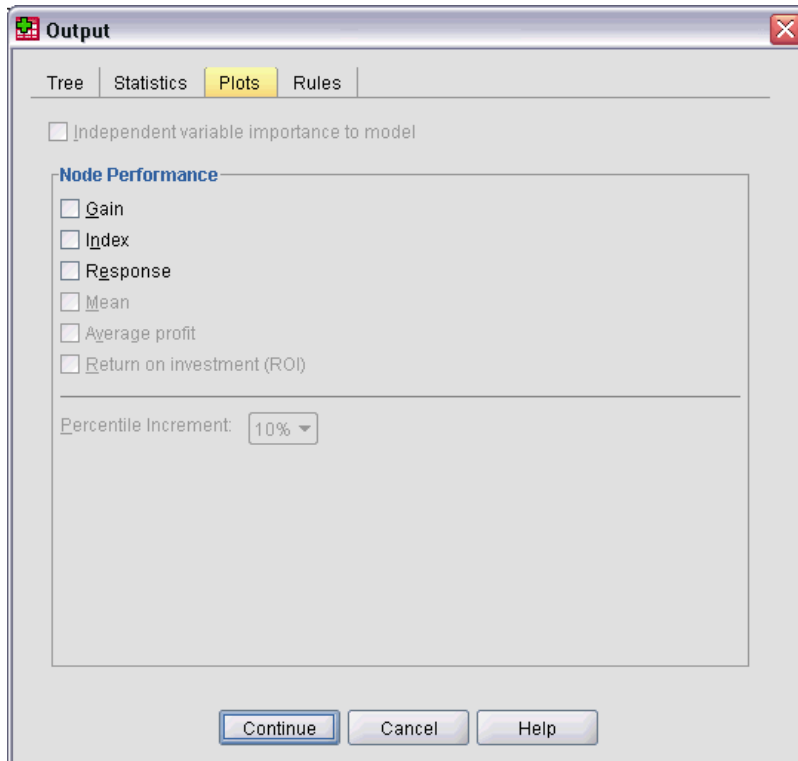 Output
Tree Statistics Plots Rules
Independent variable importance to model
Node Performance
Gain
Index
Response
Mean
Average profit
Return on investment (ROI)
Percentile Increment: 10%
Continue Cancel Help